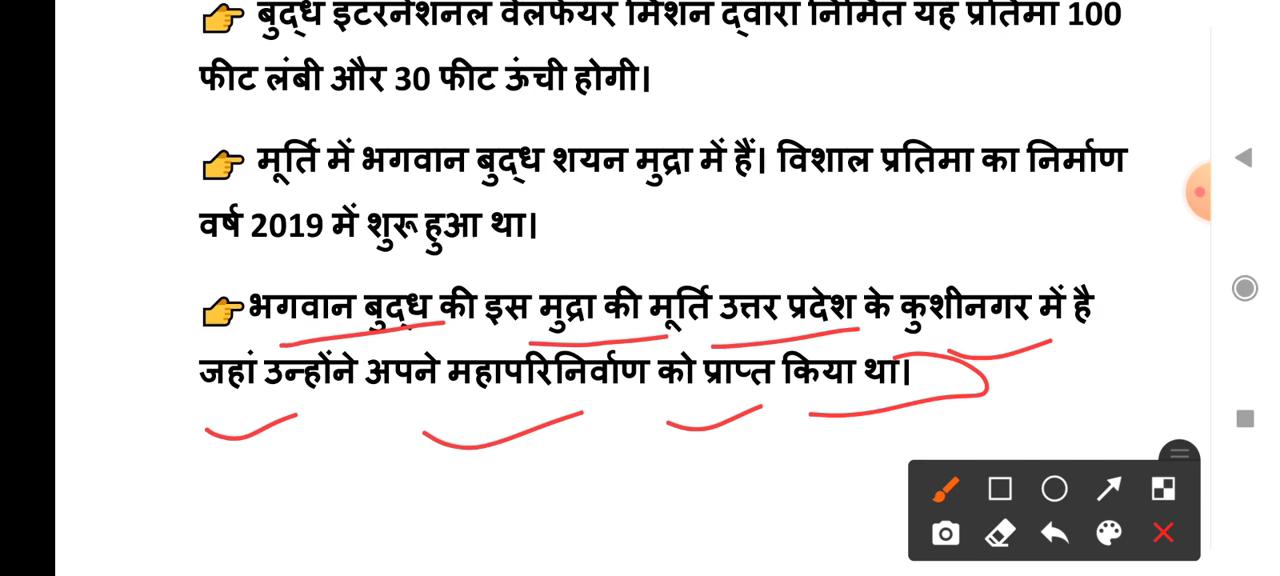 👉 बुद्ध इंटरनेशनल वेलफेयर मिशन द्वारा निर्मित यह प्रतिमा 100
फीट लंबी और 30 फीट ऊंची होगी।
👉 मूर्ति में भगवान बुद्ध शयन मुद्रा में हैं। विशाल प्रतिमा का निर्माण
वर्ष 2019 में शुरू हुआ था।
👉भगवान बुद्ध की इस मुद्रा की मूर्ति उत्तर प्रदेश के कुशीनगर में है
जहां उन्होंने अपने महापरिनिर्वाण को प्राप्त किया था।